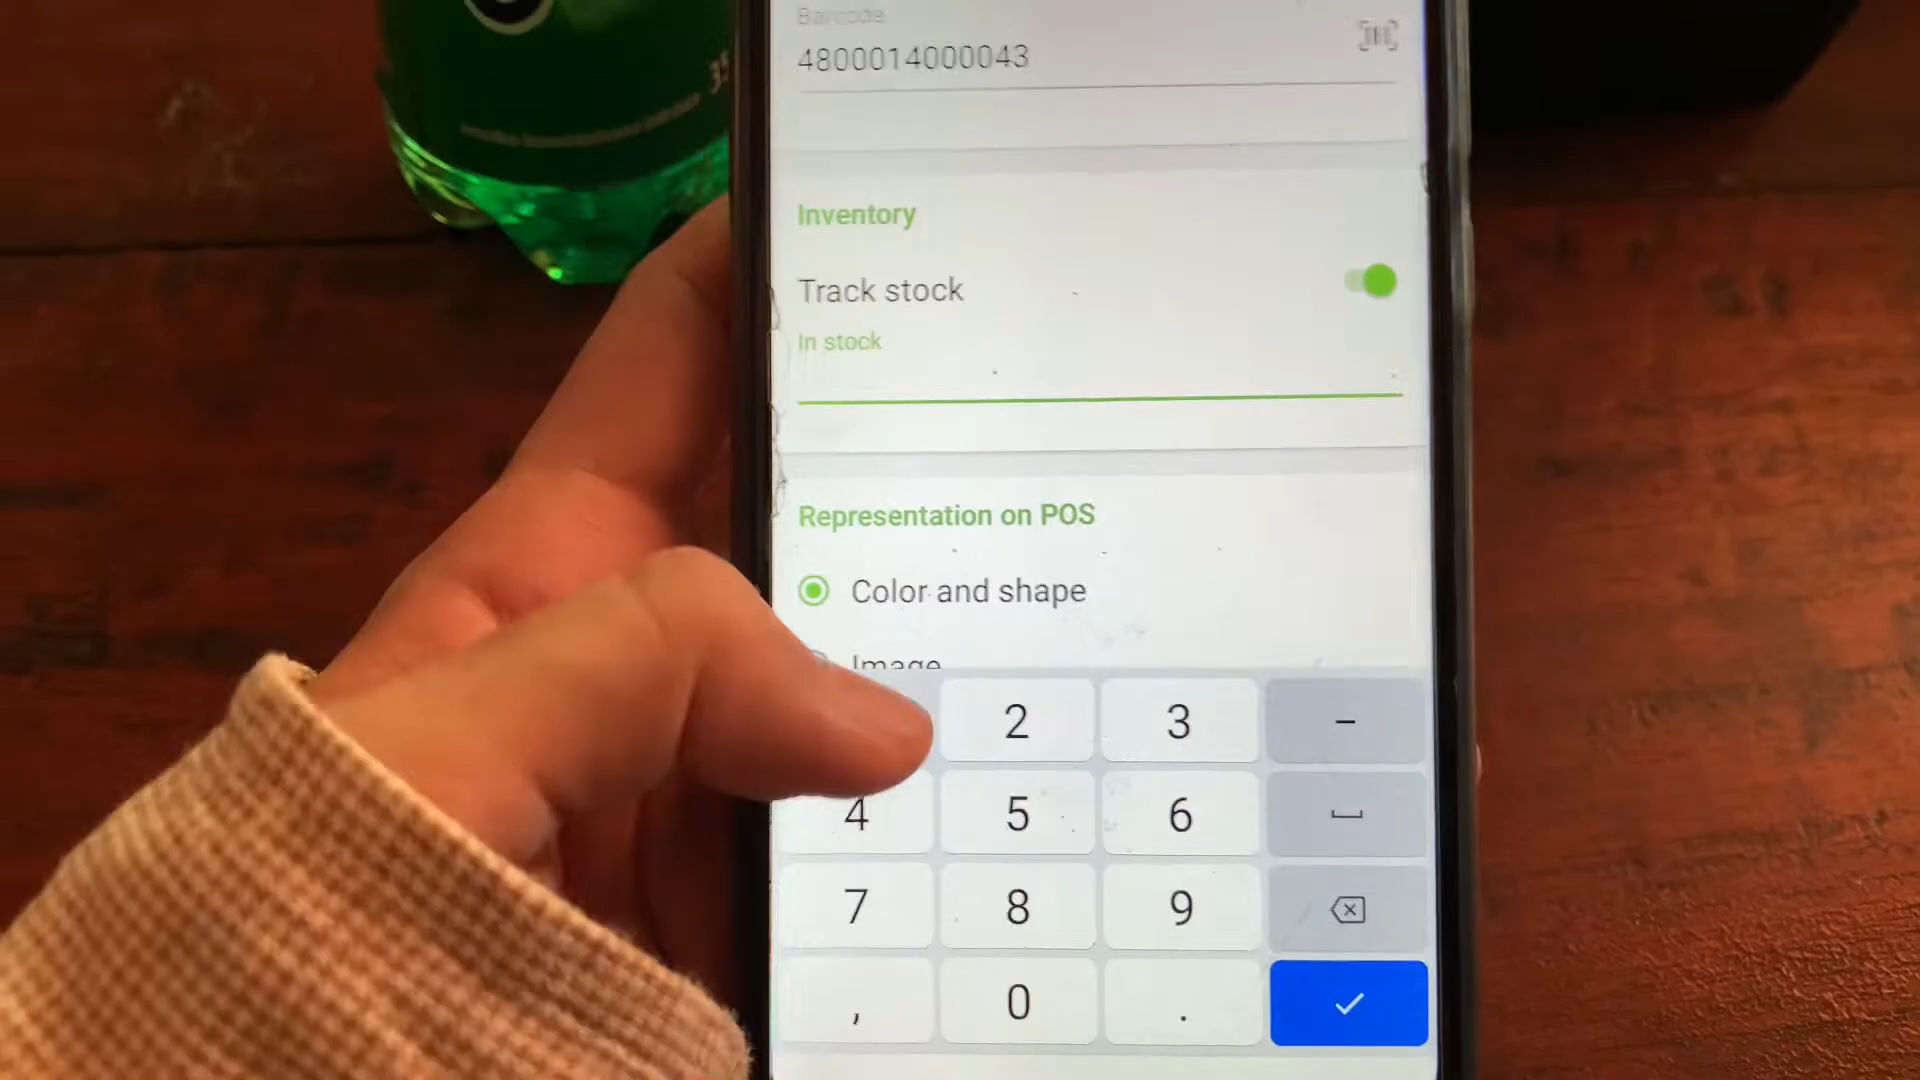 Barcode
4800014000043
Inventory
Track stock
In stock
Representation on POS
Color and shape
Image
2 3 –
4 5 6
7 8 9
, 0 .